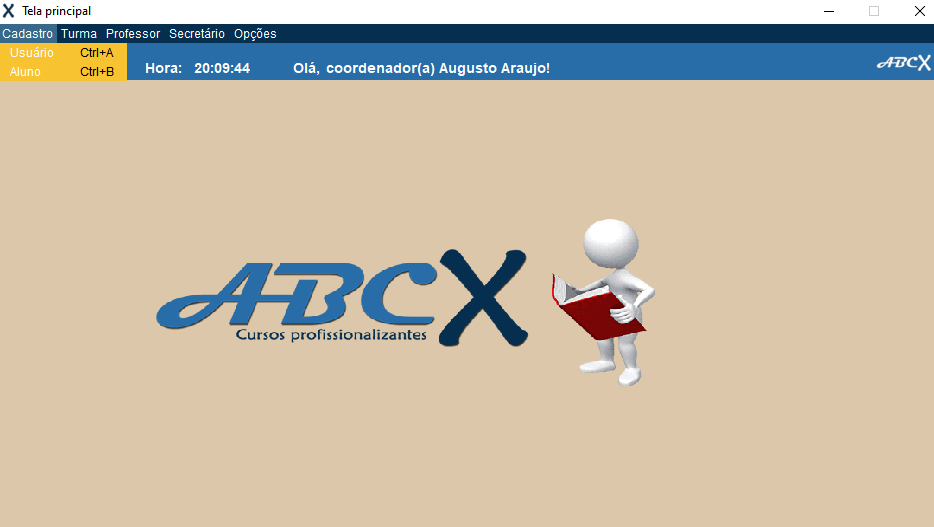 Tela principal
Cadastro Turma Professor Secretário Opções
Usuário Ctrl+A
Aluno Ctrl+B
Hora: 20:09:44 Olá, coordenador(a) Augusto Araujo!
ABCX
ABCX
Cursos profissionalizantes